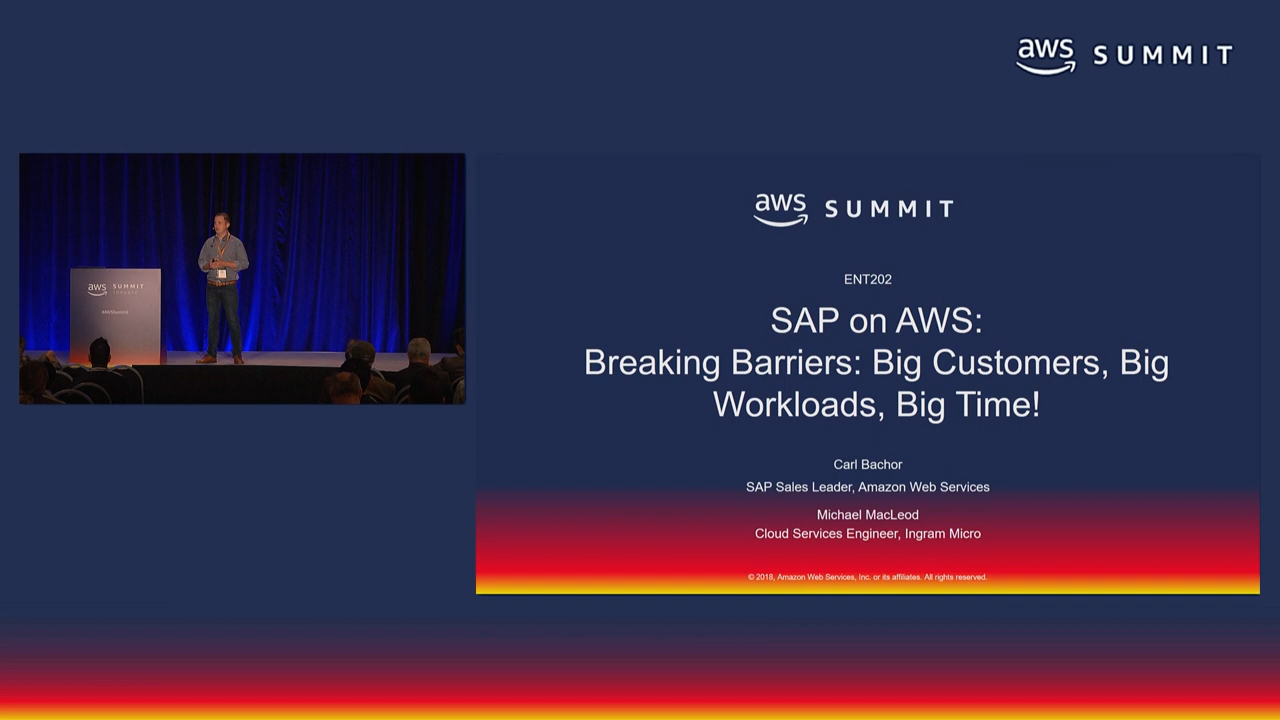 aws SUMMIT
aws SUMMIT
aws SUMMIT
ENT202
SAP on AWS:
Breaking Barriers: Big Customers, Big
Workloads, Big Time!
Carl Bachor
SAP Sales Leader, Amazon Web Services
Michael MacLeod
Cloud Services Engineer, Ingram Micro
© 2018, Amazon Web Services, Inc. or its affiliates. All rights reserved.